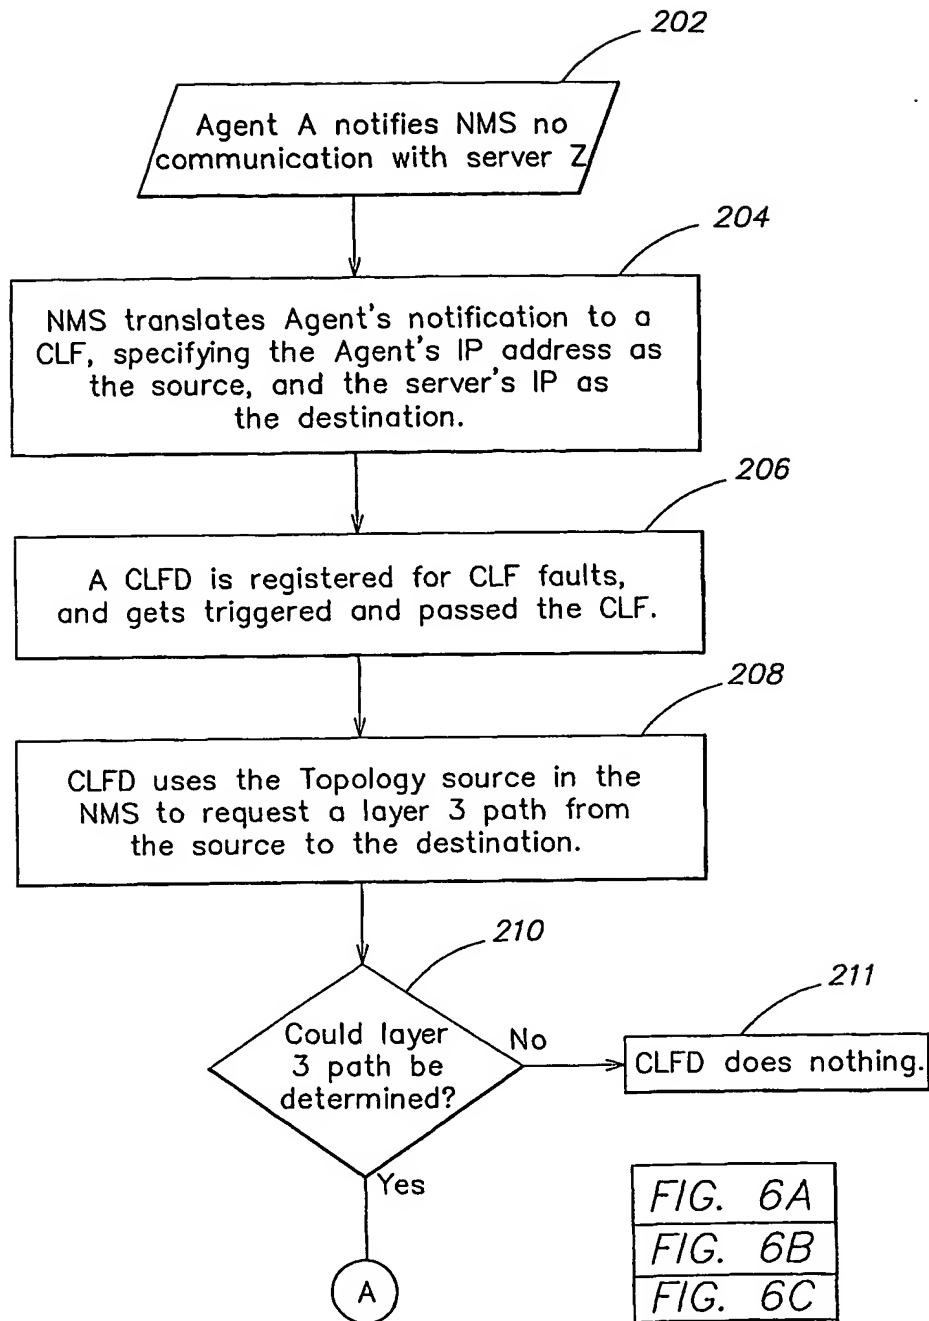 202
Agent A notifies NMS no
communication with server Z
204
NMS translates Agent's notification to a
CLF, specifying the Agent's IP address as
the source, and the server's IP as
the destination.
206
A CLFD is registered for CLF faults,
and gets triggered and passed the CLF.
208
CLFD uses the Topology source in the
NMS to request a layer 3 path from
the source to the destination.
210
Could layer
3 path be
determined?
No
211
CLFD does nothing.
Yes
A
FIG. 6A
FIG. 6B
FIG. 6C